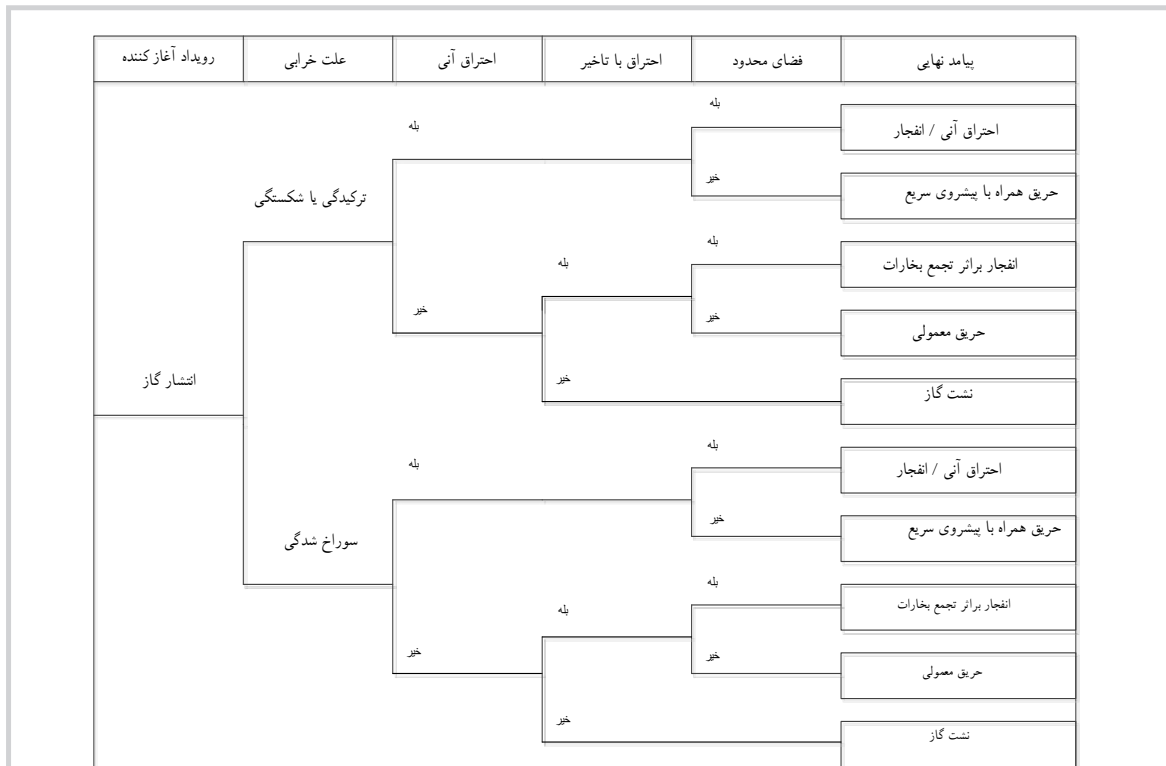 رویداد آغاز کننده
علت خرابی
احتراق آنی
احتراق با تاخیر
فضای محدود
پیامد نهایی
بله
بله
احتراق آنی / انفجار
ترکیدگی یا شکستگی
خیر
حریق همراه با پیشروی سریع
بله
بله
انفجار براثر تجمع بخارات
خیر
خیر
حریق معمولی
انتشار گاز
خیر
نشت گاز
بله
بله
احتراق آنی / انفجار
سوراخ شدگی
خیر
حریق همراه با پیشروی سریع
بله
بله
انفجار براثر تجمع بخارات
خیر
خیر
حریق معمولی
خیر
نشت گاز